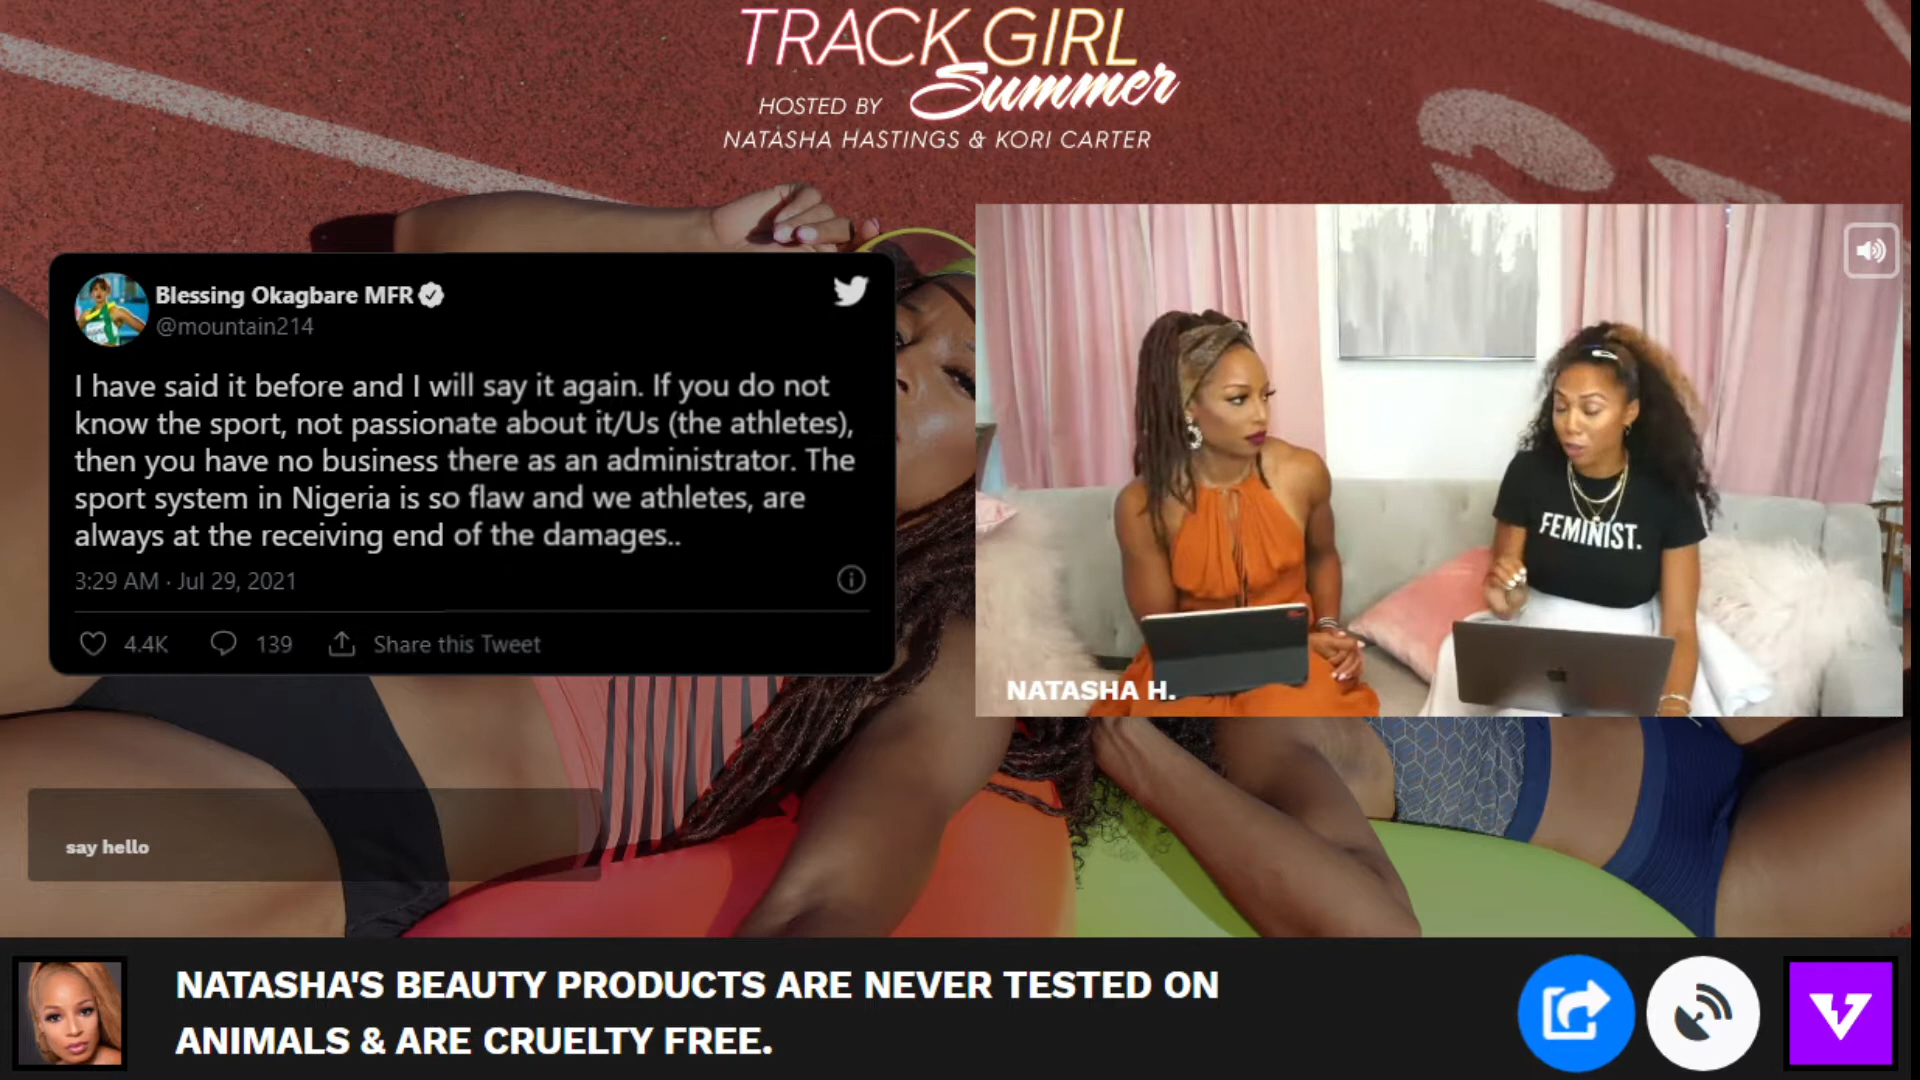 TRACK GIRL
Summer
HOSTED BY
NATASHA HASTINGS & KORI CARTER
Blessing Okagbare MFR
@mountain214
I have said it before and I will say it again. If you do not
know the sport, not passionate about it/Us (the athletes),
then you have no business there as an administrator. The
sport system in Nigeria is so flaw and we athletes, are
always at the receiving end of the damages..
3:29 AM · Jul 29, 2021
4.4K 139 Share this Tweet
FEMINIST.
NATASHA H.
say hello
NATASHA'S BEAUTY PRODUCTS ARE NEVER TESTED ON
ANIMALS & ARE CRUELTY FREE.